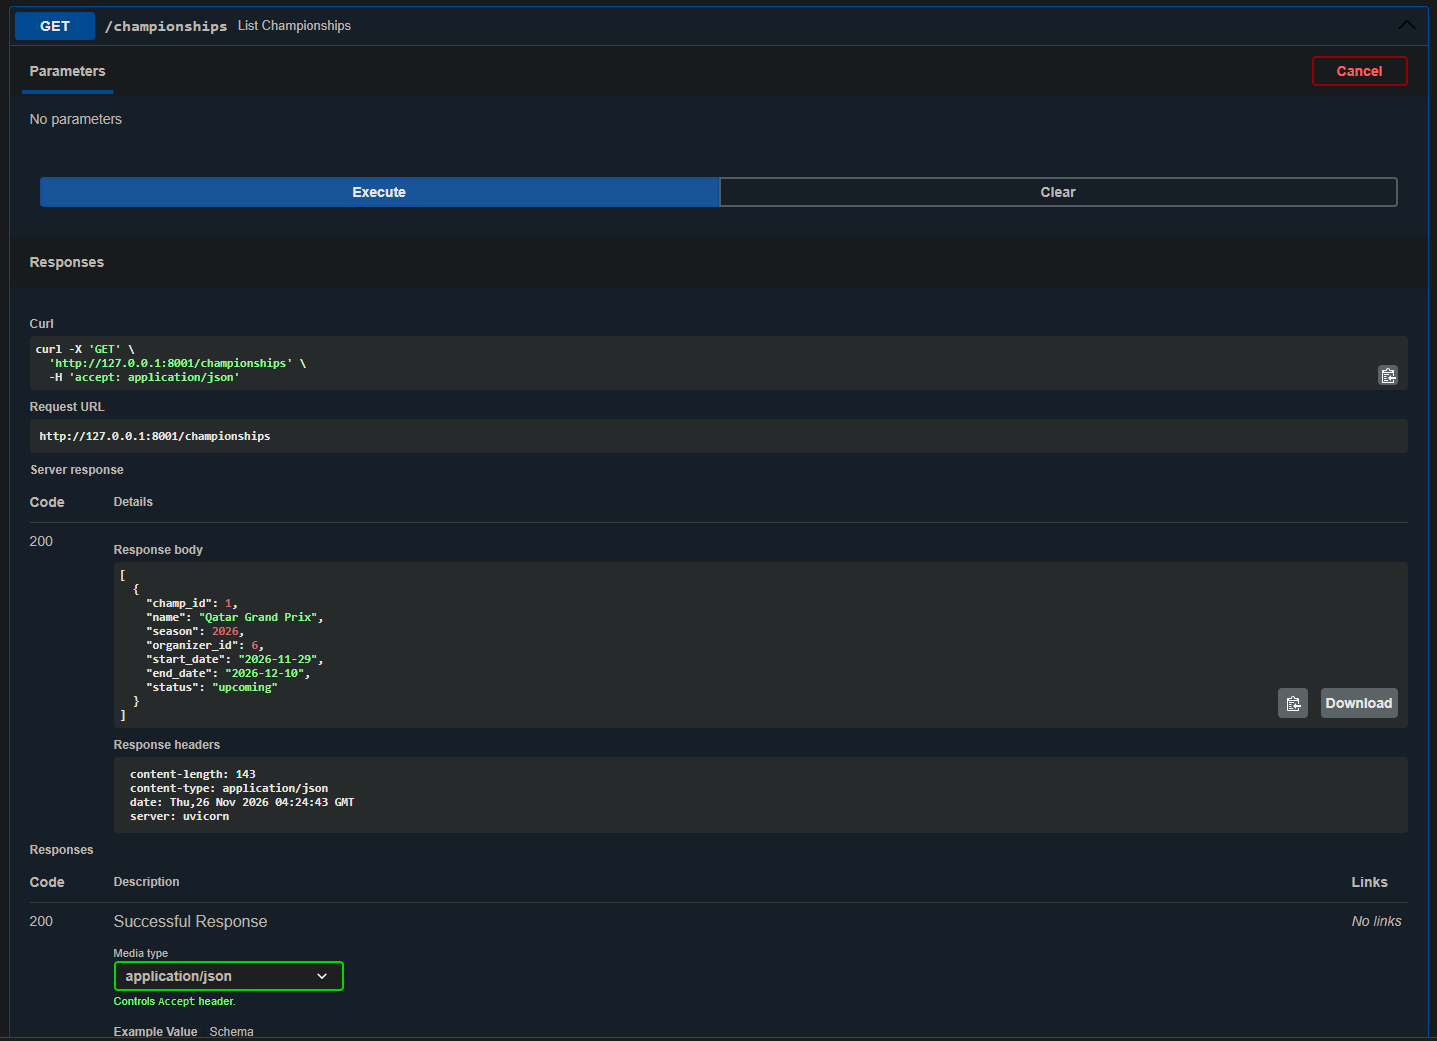 GET /championships List Championships
Parameters Cancel
No parameters
Execute Clear
Responses
Curl
curl -X 'GET' \
  'http://127.0.0.1:8001/championships' \
  -H 'accept: application/json'
Request URL
http://127.0.0.1:8001/championships
Server response
Code Details
200
Response body
[
  {
    "champ_id": 1,
    "name": "Qatar Grand Prix",
    "season": 2026,
    "organizer_id": 6,
    "start_date": "2026-11-29",
    "end_date": "2026-12-10",
    "status": "upcoming"
  }
]
Download
Response headers
content-length: 143
content-type: application/json
date: Thu,26 Nov 2026 04:24:43 GMT
server: uvicorn
Responses
Code Description Links
200 Successful Response No links
Media type
application/json
Controls Accept header.
Example Value Schema